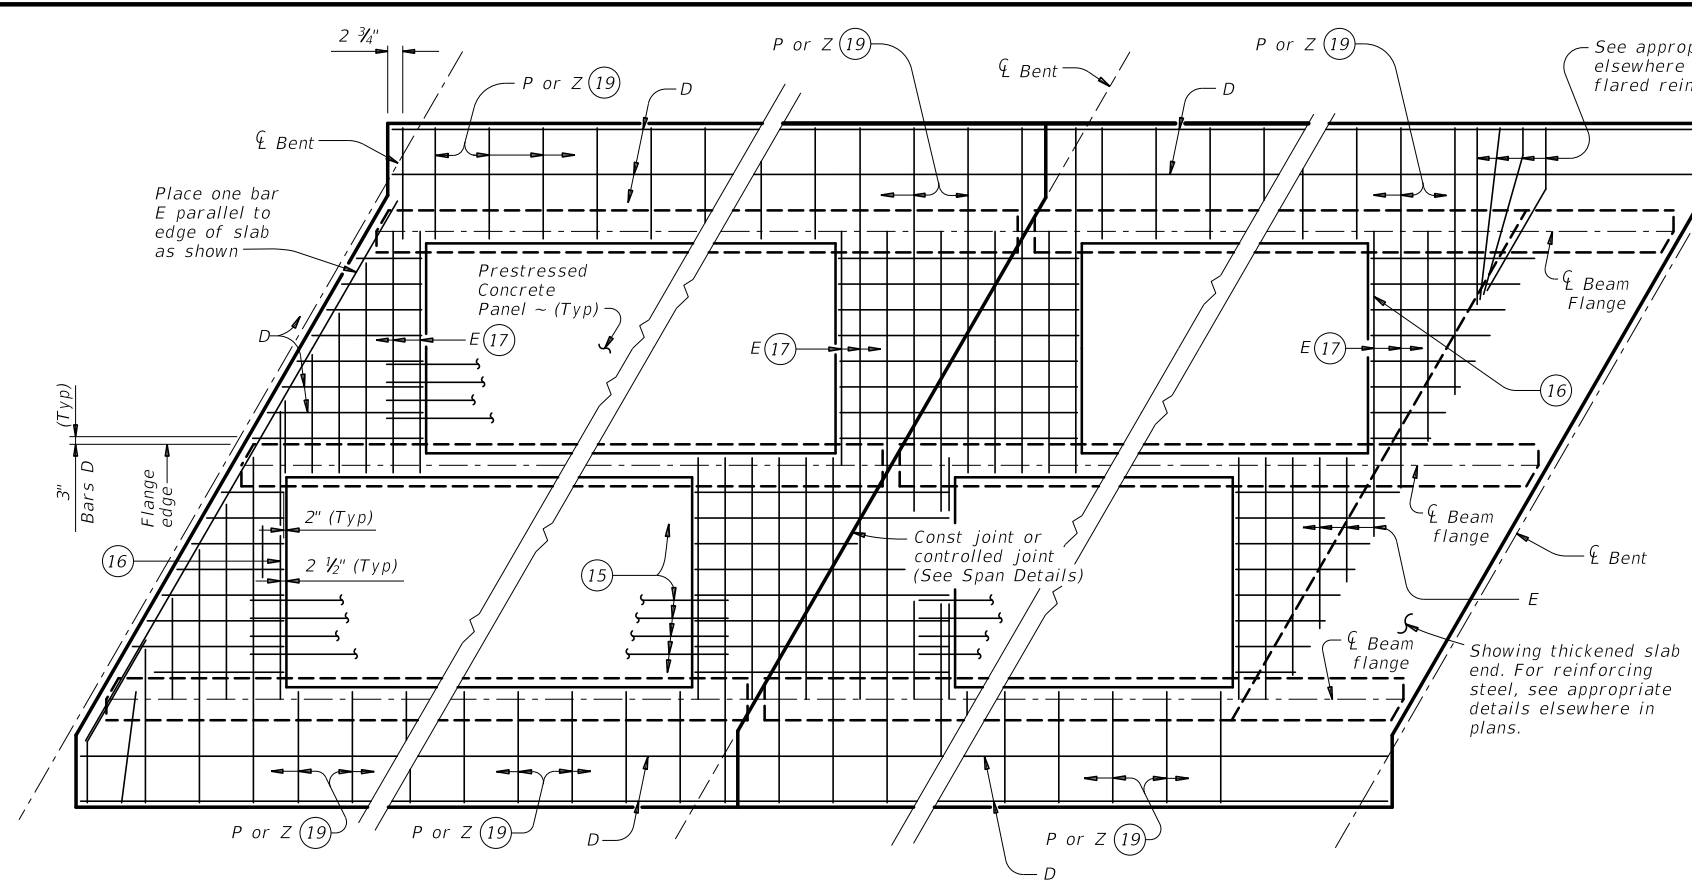 2 ¾"
P or Z 19
P or Z 19
P or Z 19
℄ Bent
D
D
See approp
elsewhere
flared rein
℄ Bent
Place one bar
E parallel to
edge of slab
as shown
Prestressed
Concrete
Panel ~ (Typ)
℄ Beam
Flange
D
E 17
E 17
E 17
16
(Typ)
3"
Bars D
Flange
edge
2" (Typ)
16
2 ½" (Typ)
15
Const joint or
controlled joint
(See Span Details)
℄ Beam
flange
℄ Bent
E
℄ Beam
flange
Showing thickened slab
end. For reinforcing
steel, see appropriate
details elsewhere in
plans.
P or Z 19
P or Z 19
D
P or Z 19
D